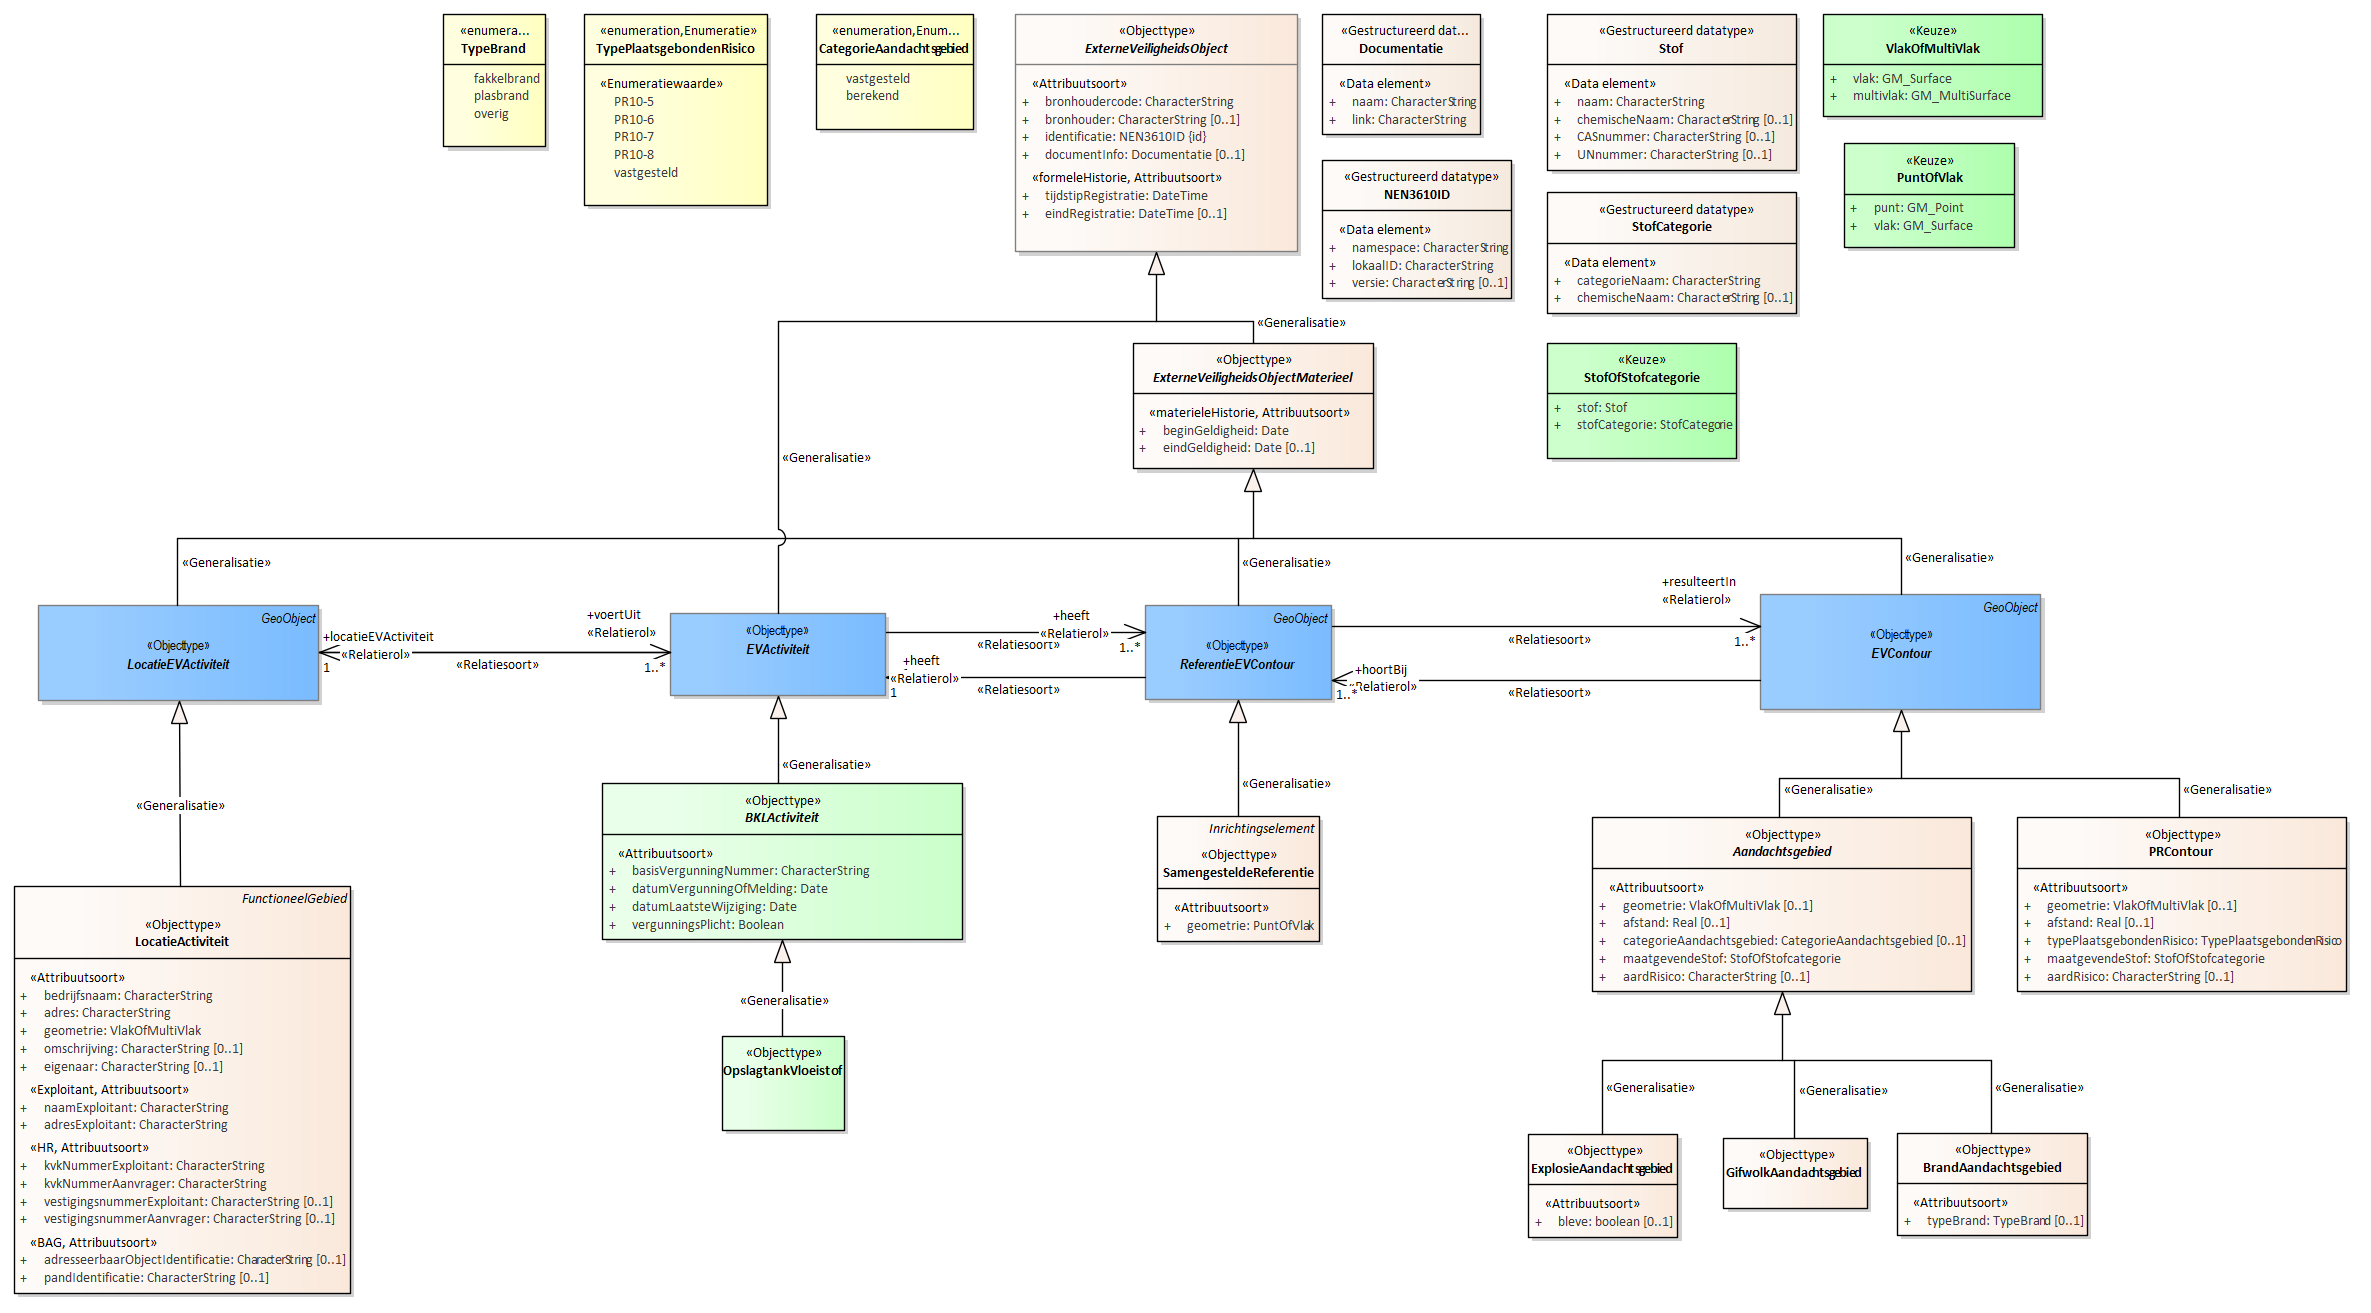 «enumera...
TypeBrand
fakkelbrand
plasbrand
overig
«enumeration,Enumeratie»
TypePlaatsgebondenRisico
«Enumeratiewaarde»
PR10-5
PR10-6
PR10-7
PR10-8
vastgesteld
«enumeration,Enum...
CategorieAandachtsgebied
vastgesteld
berekend
«Objecttype»
ExterneVeiligheidsObject
«Attribuutsoort»
+ bronhoudercode: CharacterString
+ bronhouder: CharacterString [0..1]
+ identificatie: NEN3610ID {id}
+ documentInfo: Documentatie [0..1]
«formeleHistorie, Attribuutsoort»
+ tijdstipRegistratie: DateTime
+ eindRegistratie: DateTime [0..1]
«Gestructureerd dat...
Documentatie
«Data element»
+ naam: CharacterString
+ link: CharacterString
«Gestructureerd datatype»
NEN3610ID
«Data element»
+ namespace: CharacterString
+ lokaalID: CharacterString
+ versie: CharacterString [0..1]
«Gestructureerd datatype»
Stof
«Data element»
+ naam: CharacterString
+ chemischeNaam: CharacterString [0..1]
+ CASnummer: CharacterString [0..1]
+ UNnummer: CharacterString [0..1]
«Gestructureerd datatype»
StofCategorie
«Data element»
+ categorieNaam: CharacterString
+ chemischeNaam: CharacterString [0..1]
«Keuze»
VlakOfMultiVlak
+ vlak: GM_Surface
+ multivlak: GM_MultiSurface
«Keuze»
PuntOfVlak
+ punt: GM_Point
+ vlak: GM_Surface
«Keuze»
StofOfStofcategorie
+ stof: Stof
+ stofCategorie: StofCategorie
«Generalisatie»
«Objecttype»
ExterneVeiligheidsObjectMaterieel
«materieleHistorie, Attribuutsoort»
+ beginGeldigheid: Date
+ eindGeldigheid: Date [0..1]
«Generalisatie»
«Generalisatie»
«Generalisatie»
«Generalisatie»
GeoObject
«Objecttype»
LocatieEVActiviteit
+locatieEVActiviteit
«Relatierol»
1
«Relatiesoort»
+voertUit
«Relatierol»
1..*
«Objecttype»
EVActiviteit
+heeft
«Relatierol»
1..*
«Relatiesoort»
+heeft
«Relatierol»
1
«Relatiesoort»
GeoObject
«Objecttype»
ReferentieEVContour
+resulteertIn
«Relatierol»
1..*
«Relatiesoort»
+hoortBij
«Relatierol»
1..*
«Relatiesoort»
GeoObject
«Objecttype»
EVContour
«Generalisatie»
«Generalisatie»
«Generalisatie»
«Generalisatie»
«Generalisatie»
FunctioneelGebied
«Objecttype»
LocatieActiviteit
«Attribuutsoort»
+ bedrijfsnaam: CharacterString
+ adres: CharacterString
+ geometrie: VlakOfMultiVlak
+ omschrijving: CharacterString [0..1]
+ eigenaar: CharacterString [0..1]
«Exploitant, Attribuutsoort»
+ naamExploitant: CharacterString
+ adresExploitant: CharacterString
«HR, Attribuutsoort»
+ kvkNummerExploitant: CharacterString
+ kvkNummerAanvrager: CharacterString
+ vestigingsnummerExploitant: CharacterString [0..1]
+ vestigingsnummerAanvrager: CharacterString [0..1]
«BAG, Attribuutsoort»
+ adresseerbaarObjectIdentificatie: CharacterString [0..1]
+ pandIdentificatie: CharacterString [0..1]
«Objecttype»
BKLActiviteit
«Attribuutsoort»
+ basisVergunningNummer: CharacterString
+ datumVergunningOfMelding: Date
+ datumLaatsteWijziging: Date
+ vergunningsPlicht: Boolean
«Generalisatie»
«Objecttype»
OpslagtankVloeistof
Inrichtingselement
«Objecttype»
SamengesteldeReferentie
«Attribuutsoort»
+ geometrie: PuntOfVlak
«Objecttype»
Aandachtsgebied
«Attribuutsoort»
+ geometrie: VlakOfMultiVlak [0..1]
+ afstand: Real [0..1]
+ categorieAandachtsgebied: CategorieAandachtsgebied [0..1]
+ maatgevendeStof: StofOfStofcategorie
+ aardRisico: CharacterString [0..1]
«Objecttype»
PRContour
«Attribuutsoort»
+ geometrie: VlakOfMultiVlak [0..1]
+ afstand: Real [0..1]
+ typePlaatsgebondenRisico: TypePlaatsgebondenRisico
+ maatgevendeStof: StofOfStofcategorie
+ aardRisico: CharacterString [0..1]
«Generalisatie»
«Generalisatie»
«Generalisatie»
«Objecttype»
ExplosieAandachtsgebied
«Attribuutsoort»
+ bleve: boolean [0..1]
«Objecttype»
GifwolkAandachtsgebied
«Objecttype»
BrandAandachtsgebied
«Attribuutsoort»
+ typeBrand: TypeBrand [0..1]